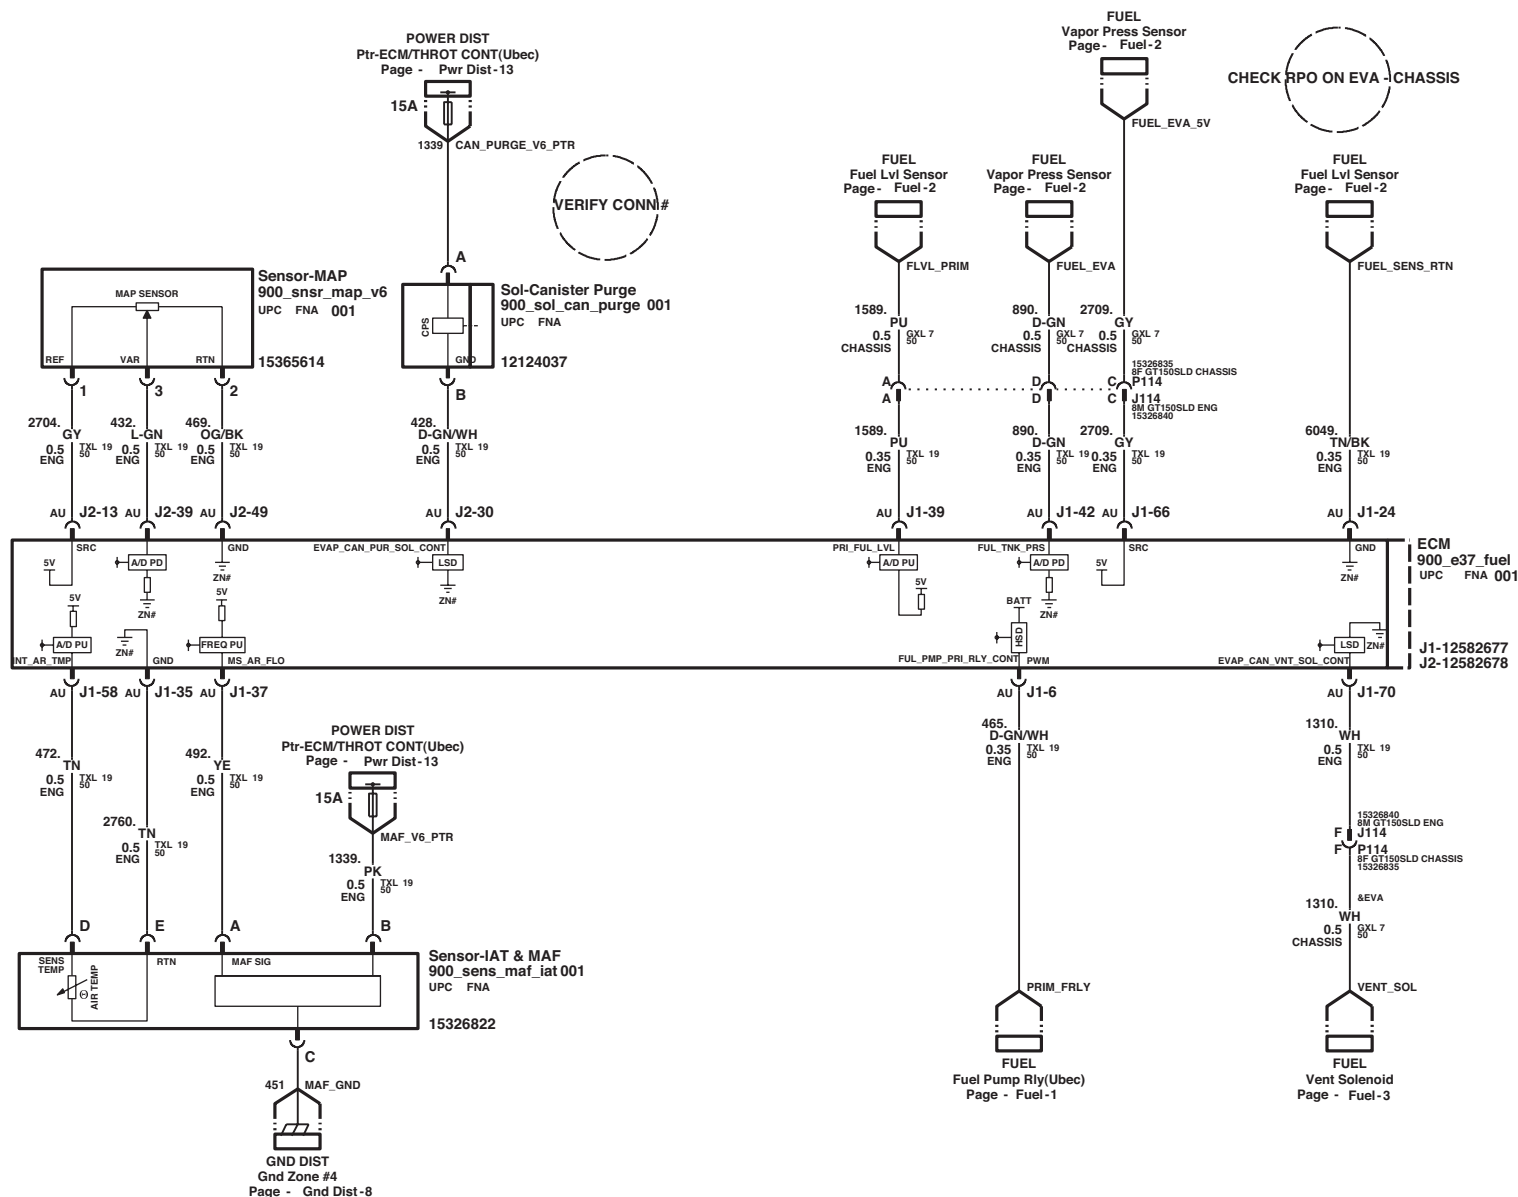 POWER DIST
Ptr-ECM/THROT CONT(Ubec)
Page - Pwr Dist-13
15A
1339 CAN_PURGE_V6_PTR
VERIFY CONN#
FUEL
Vapor Press Sensor
Page- Fuel-2
FUEL_EVA_5V
CHECK RPO ON EVA - CHASSIS
FUEL
Fuel Lvl Sensor
Page- Fuel-2
FLVL_PRIM
FUEL
Vapor Press Sensor
Page- Fuel-2
FUEL_EVA
FUEL
Fuel Lvl Sensor
Page- Fuel-2
FUEL_SENS_RTN
MAP SENSOR
REF VAR RTN
Sensor-MAP
900_snsr_map_v6
UPC FNA 001
15365614
1 3 2
A
CPS
GND
Sol-Canister Purge
900_sol_can_purge 001
UPC FNA
12124037
B
1589.
PU
0.5
CHASSIS
890.
D-GN
0.5 GXL 7
CHASSIS 50
2709.
GY
0.5 GXL 7
CHASSIS 50
GXL 7
50
15326835
8F GT150SLD CHASSIS
A D C P114
A D C J114
8M GT150SLD ENG
15326840
2704.
GY
0.5 TXL 19
ENG 50
432.
L-GN
0.5 TXL 19
ENG 50
469.
OG/BK
0.5 TXL 19
ENG 50
428.
D-GN/WH
0.5 TXL 19
ENG 50
1589.
PU
0.35 TXL 19
ENG 50
890.
D-GN
0.35 TXL 19
ENG 50
2709.
GY
0.35 TXL 19
ENG 50
6049.
TN/BK
0.35 TXL 19
ENG 50
AU J2-13 AU J2-39 AU J2-49 AU J2-30 AU J1-39 AU J1-42 AU J1-66 AU J1-24
SRC
5V
A/D PD
ZN#
GND
ZN#
EVAP_CAN_PUR_SOL_CONT
LSD
ZN#
PRI_FUL_LVL
A/D PU
5V
FUL_TNK_PRS
A/D PD
ZN#
SRC
5V
GND
ZN#
ECM
900_e37_fuel
UPC FNA 001
J1-12582677
J2-12582678
5V
A/D PU
INT_AR_TMP
ZN#
GND
5V
FREQ PU
MS_AR_FLO
BATT
HSD
FUL_PMP_PRI_RLY_CONT PWM
LSD ZN#
EVAP_CAN_VNT_SOL_CONT
AU J1-58 AU J1-35 AU J1-37 AU J1-6 AU J1-70
472.
TN
0.5 TXL 19
ENG 50
2760.
TN
0.5 TXL 19
ENG 50
492.
YE
0.5 TXL 19
ENG 50
POWER DIST
Ptr-ECM/THROT CONT(Ubec)
Page - Pwr Dist-13
15A
MAF_V6_PTR
1339.
PK
0.5 TXL 19
ENG 50
465.
D-GN/WH
0.35 TXL 19
ENG 50
1310.
WH
0.5 TXL 19
ENG 50
15326840
8M GT150SLD ENG
F J114
F P114
8F GT150SLD CHASSIS
15326835
&EVA
1310.
WH
0.5 GXL 7
CHASSIS 50
D E A B
SENS
TEMP
AIR TEMP
RTN
MAF SIG
Sensor-IAT & MAF
900_sens_maf_iat 001
UPC FNA
15326822
C
451 MAF_GND
GND DIST
Gnd Zone #4
Page - Gnd Dist-8
PRIM_FRLY
FUEL
Fuel Pump Rly(Ubec)
Page - Fuel-1
VENT_SOL
FUEL
Vent Solenoid
Page - Fuel-3